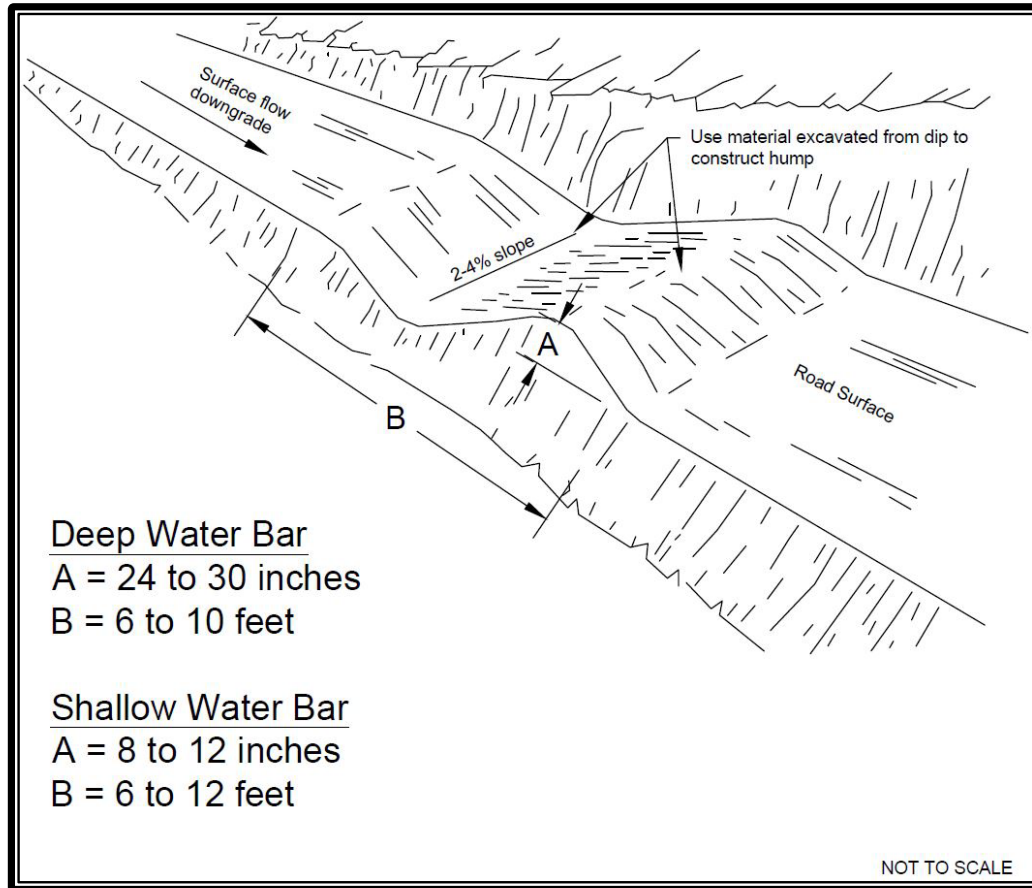 Surface flow
downgrade
Use material excavated from dip to
construct hump
2-4% slope
A
B
Road Surface
Deep Water Bar
A = 24 to 30 inches
B = 6 to 10 feet
Shallow Water Bar
A = 8 to 12 inches
B = 6 to 12 feet
NOT TO SCALE